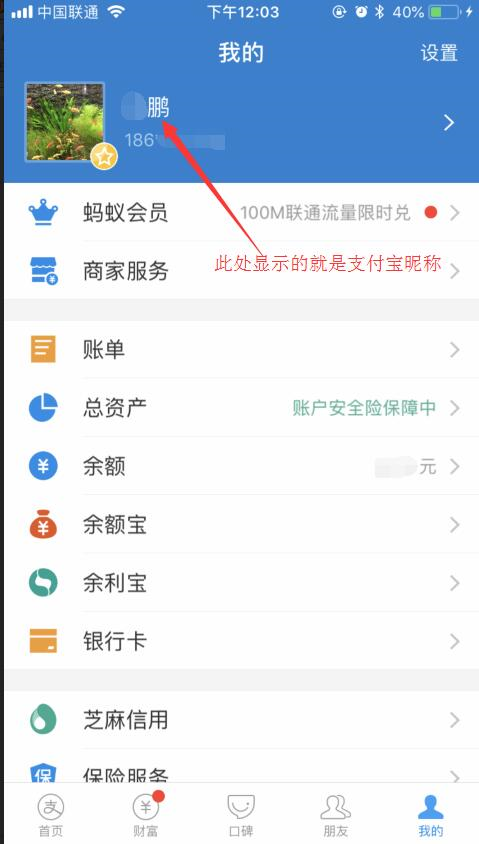 中国联通 下午12:03 40%
我的 设置
鹏
186
蚂蚁会员 100M联通流量限时兑
商家服务
此处显示的就是支付宝昵称
账单
总资产 账户安全险保障中
余额 元
余额宝
余利宝
银行卡
芝麻信用
保险服务
首页 财富 口碑 朋友 我的